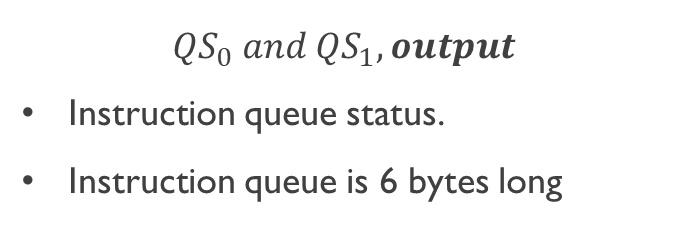 QS₀ and QS₁, output
• Instruction queue status.
• Instruction queue is 6 bytes long